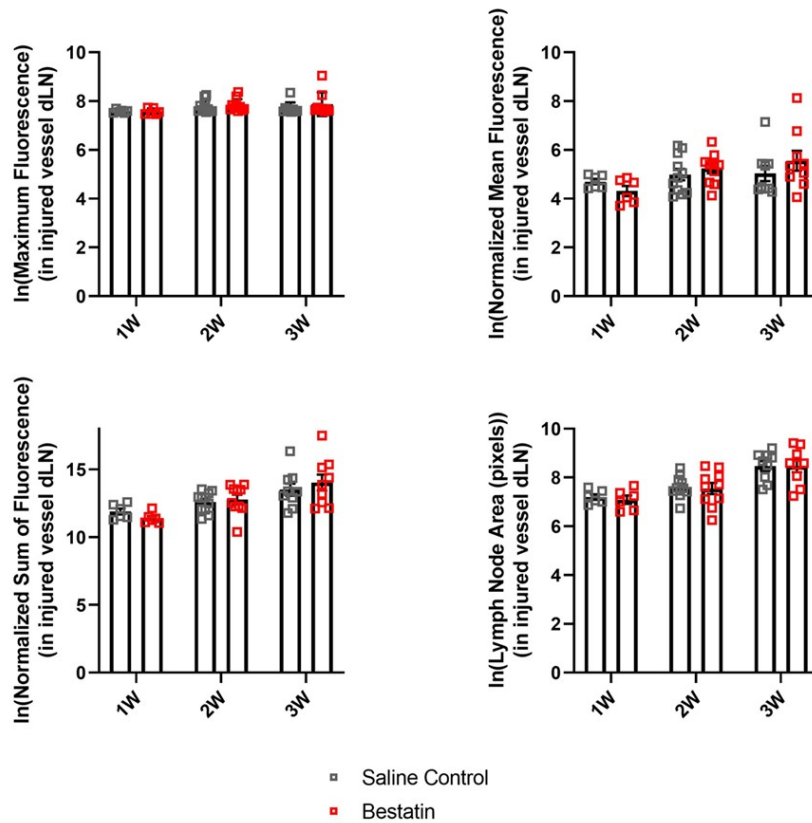 ln(Maximum Fluorescence)
(in injured vessel dLN)
10
8
6
4
2
0
1W
2W
3W
ln(Normalized Mean Fluorescence)
(in injured vessel dLN)
10
8
6
4
2
0
1W
2W
3W
ln(Normalized Sum of Fluorescence)
(in injured vessel dLN)
15
10
5
0
1W
2W
3W
ln(Lymph Node Area (pixels))
(in injured vessel dLN)
10
8
6
4
2
0
1W
2W
3W
Saline Control
Bestatin